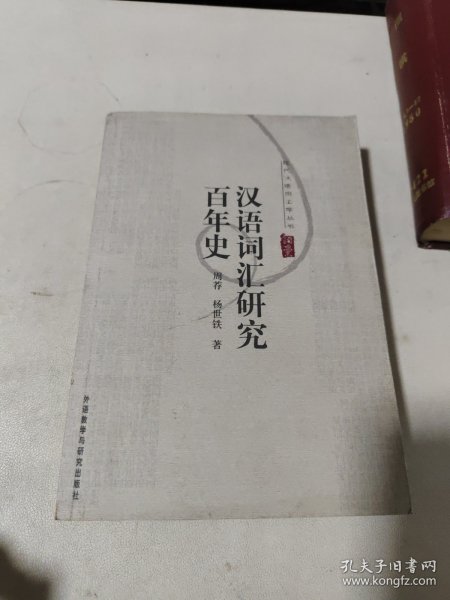 汉语词汇研究
百年史
周荐 杨世铁 著
外语教学与研究出版社
孔夫子旧书网
www.kongfz.com